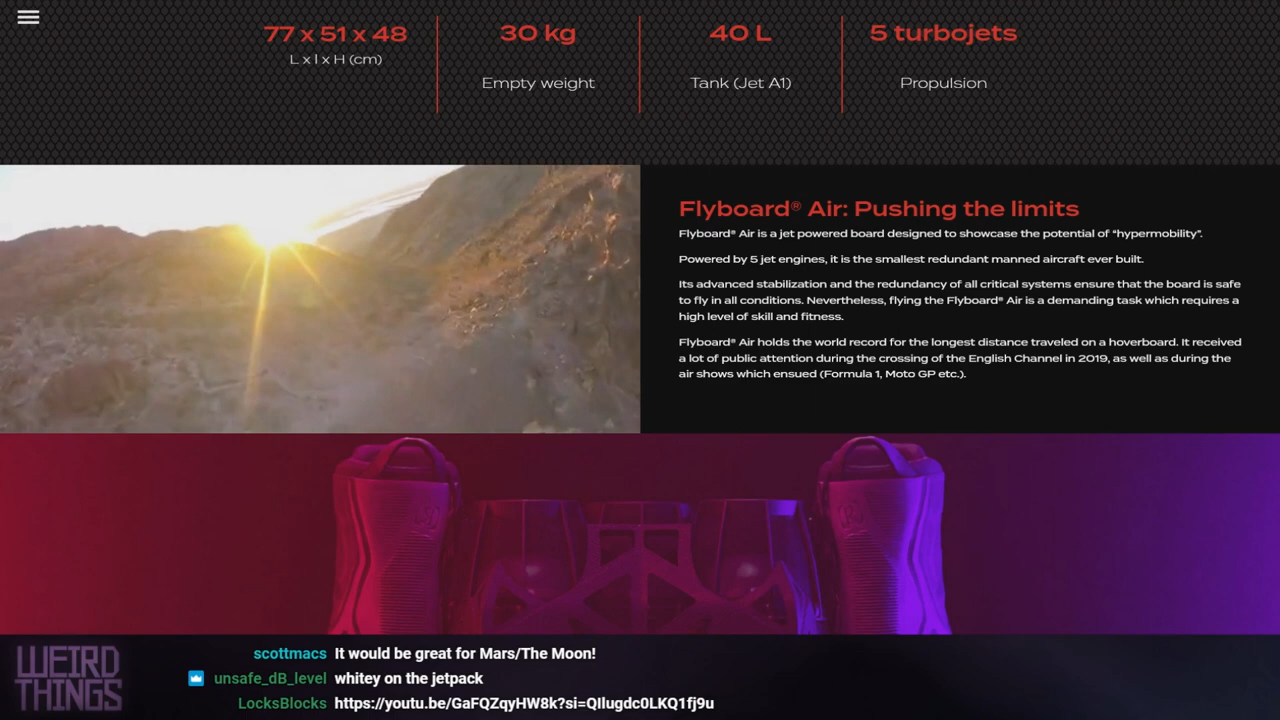 77 x 51 x 48
L x l x H (cm)
30 kg
Empty weight
40 L
Tank (Jet A1)
5 turbojets
Propulsion
Flyboard® Air: Pushing the limits
Flyboard® Air is a jet powered board designed to showcase the potential of “hypermobility”.
Powered by 5 jet engines, it is the smallest redundant manned aircraft ever built.
Its advanced stabilization and the redundancy of all critical systems ensure that the board is safe
to fly in all conditions. Nevertheless, flying the Flyboard® Air is a demanding task which requires a
high level of skill and fitness.
Flyboard® Air holds the world record for the longest distance traveled on a hoverboard. It received
a lot of public attention during the crossing of the English Channel in 2019, as well as during the
air shows which ensued (Formula 1, Moto GP etc.).
WEIRD
THINGS
scottmacs It would be great for Mars/The Moon!
unsafe_dB_level whitey on the jetpack
LocksBlocks https://youtu.be/GaFQZqyHW8k?si=QIlugdc0LKQ1fj9u